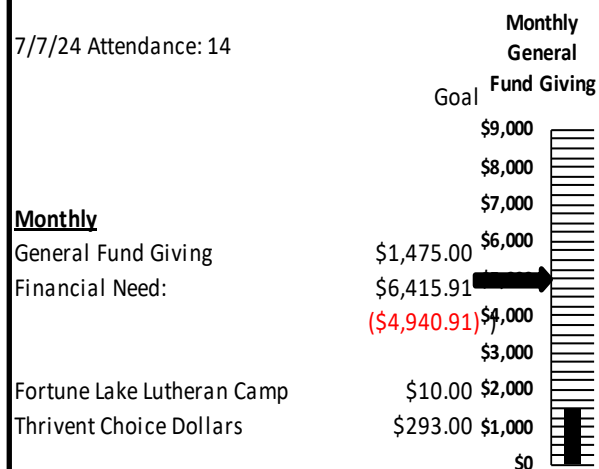 7/7/24 Attendance: 14
Monthly
General
Fund Giving
Goal
$9,000
$8,000
$7,000
Monthly
General Fund Giving $1,475.00 $6,000
Financial Need: $6,415.91
($4,940.91) $4,000
$3,000
Fortune Lake Lutheran Camp $10.00 $2,000
Thrivent Choice Dollars $293.00 $1,000
$0